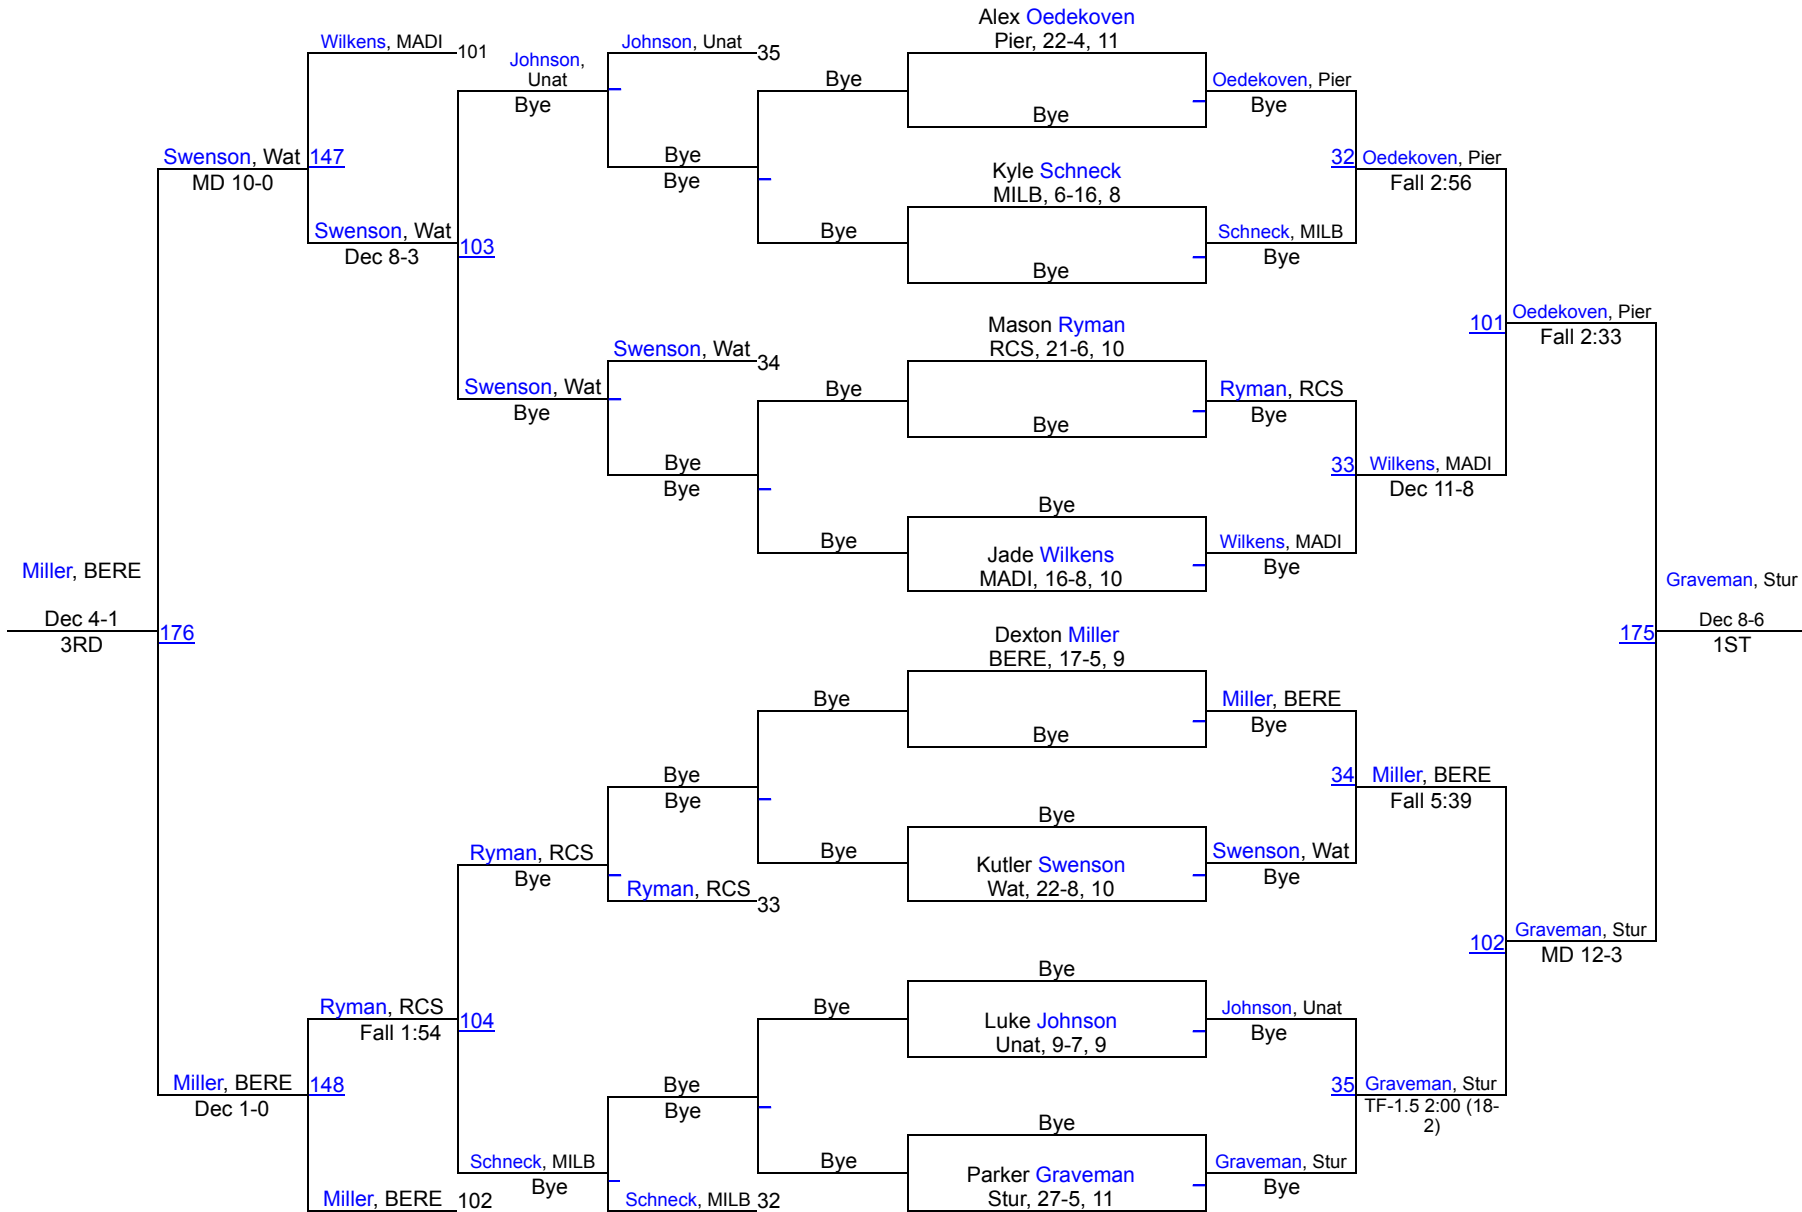 Alex Oedekoven
Pier, 22-4, 11
Wilkens, MADI 101
Johnson, Unat 35
Johnson,
Unat
Bye
Bye
Oedekoven, Pier
Bye
Bye
Swenson, Wat 147
MD 10-0
Bye
Bye
Kyle Schneck
MILB, 6-16, 8
32 Oedekoven, Pier
Fall 2:56
Swenson, Wat
Dec 8-3
103
Bye
Schneck, MILB
Bye
Bye
Mason Ryman
RCS, 21-6, 10
101 Oedekoven, Pier
Fall 2:33
Swenson, Wat 34
Swenson, Wat
Bye
Bye
Ryman, RCS
Bye
Bye
Bye
Bye
33 Wilkens, MADI
Dec 11-8
Bye
Bye
Jade Wilkens
MADI, 16-8, 10
Wilkens, MADI
Bye
Miller, BERE
Dec 4-1
3RD
176
Graveman, Stur
175
Dec 8-6
1ST
Dexton Miller
BERE, 17-5, 9
Bye
Miller, BERE
Bye
Bye
Bye
Bye
34 Miller, BERE
Fall 5:39
Bye
Ryman, RCS
Bye
Bye
Kutler Swenson
Wat, 22-8, 10
Swenson, Wat
Bye
Ryman, RCS 33
102 Graveman, Stur
MD 12-3
Bye
Ryman, RCS
Fall 1:54
104
Bye
Luke Johnson
Unat, 9-7, 9
Johnson, Unat
Bye
Miller, BERE 148
Dec 1-0
Bye
Bye
35 Graveman, Stur
TF-1.5 2:00 (18-
2)
Bye
Schneck, MILB
Bye
Bye
Parker Graveman
Stur, 27-5, 11
Graveman, Stur
Bye
Miller, BERE 102
Schneck, MILB 32